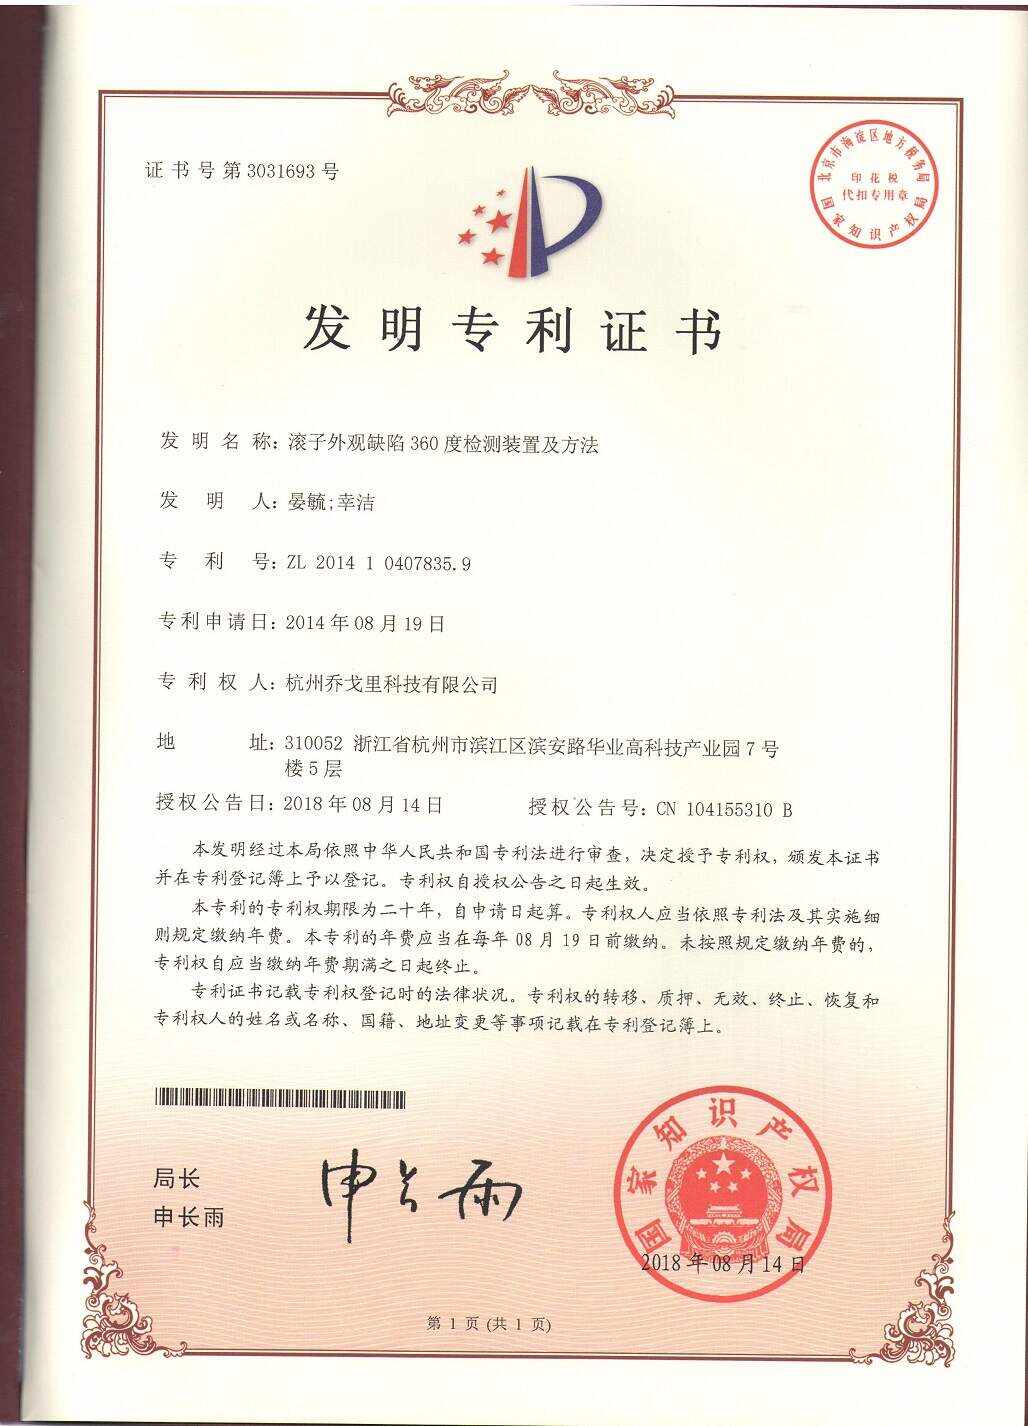 证书号第3031693号
北京市海淀区地方税务局
印花税
代扣专用章
国家知识产权局
发明专利证书
发明名称：滚子外观缺陷360度检测装置及方法
发明人：晏毓;幸洁
专利号：ZL 2014 1 0407835.9
专利申请日：2014年08月19日
专利权人：杭州乔戈里科技有限公司
地址：310052 浙江省杭州市滨江区滨安路华业高科技产业园7号
楼5层
授权公告日：2018年08月14日 授权公告号：CN 104155310 B
本发明经过本局依照中华人民共和国专利法进行审查，决定授予专利权，颁发本证书
并在专利登记簿上予以登记。专利权自授权公告之日起生效。
本专利的专利权期限为二十年，自申请日起算。专利权人应当依照专利法及其实施细
则规定缴纳年费。本专利的年费应当在每年08月19日前缴纳。未按照规定缴纳年费的，
专利权自应当缴纳年费期满之日起终止。
专利证书记载专利权登记时的法律状况。专利权的转移、质押、无效、终止、恢复和
专利权人的姓名或名称、国籍、地址变更等事项记载在专利登记簿上。
局长
申长雨
申长雨
国家知识产权局
2018年08月14日
第1页(共1页)